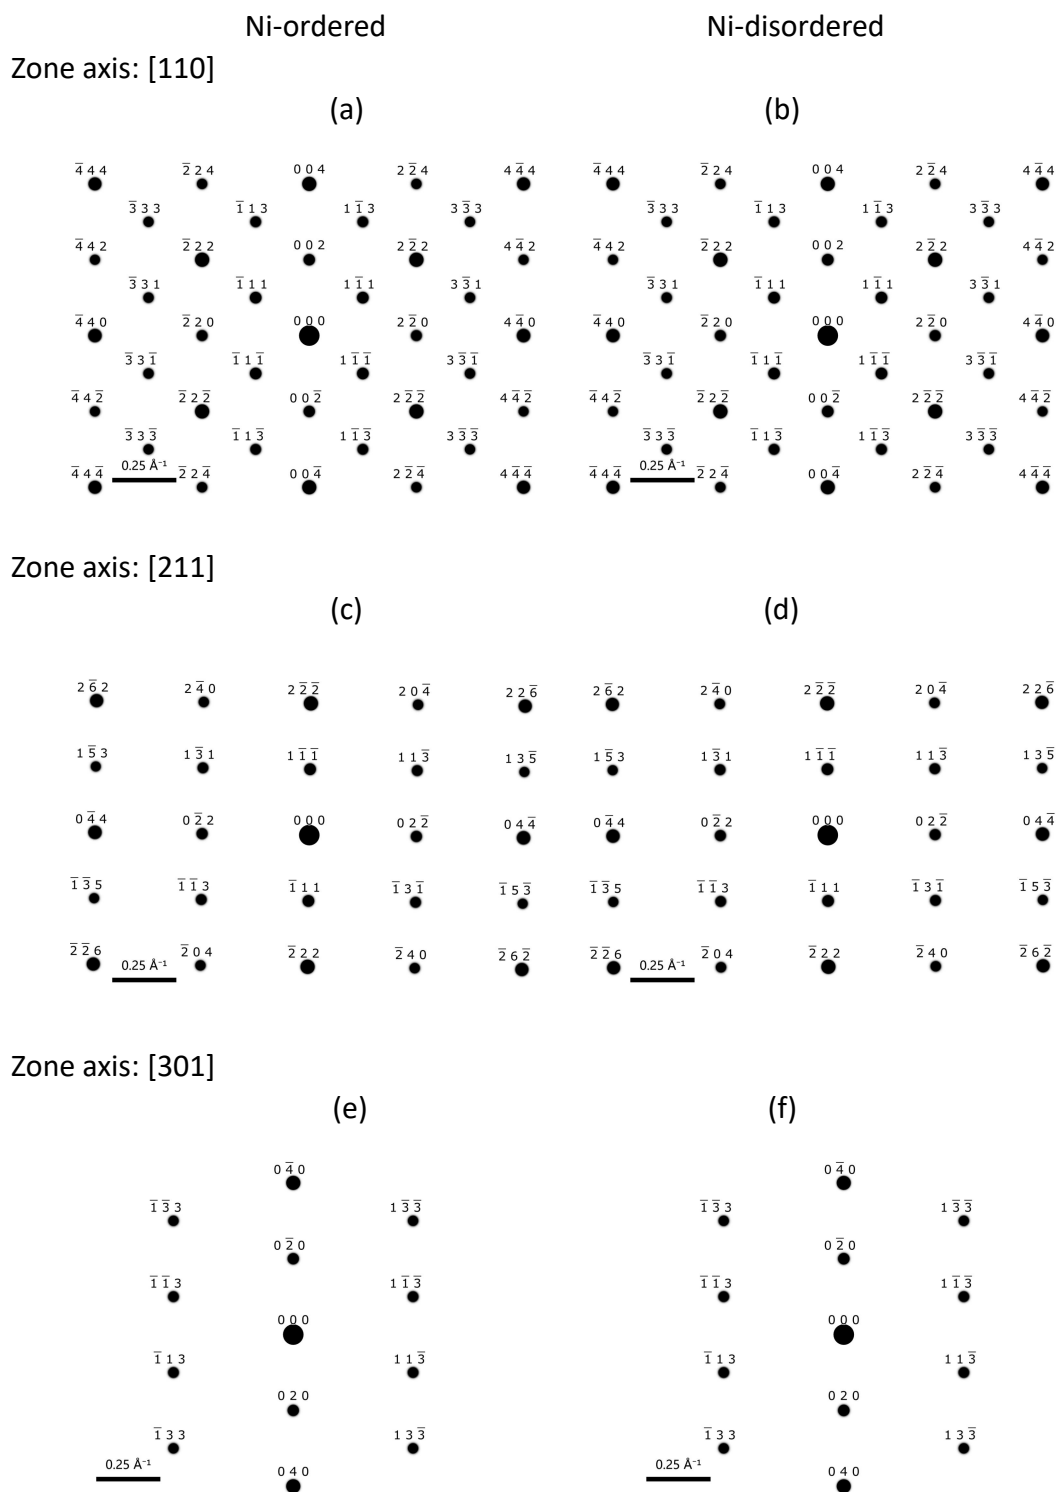 Ni-ordered Ni-disordered
Zone axis: [110]
(a) (b)
4̅ 4 4 2̅ 2 4 0 0 4 2 2̅ 4 4 4̅ 4 4̅ 4 4 2̅ 2 4 0 0 4 2 2̅ 4 4 4̅ 4
3̅ 3 3 1̅ 1 3 1 1̅ 3 3 3̅ 3 3̅ 3 3 1̅ 1 3 1 1̅ 3 3 3̅ 3
4̅ 4 2 2̅ 2 2 0 0 2 2 2̅ 2 4 4̅ 2 4̅ 4 2 2̅ 2 2 0 0 2 2 2̅ 2 4 4̅ 2
3̅ 3 1 1̅ 1 1 1 1̅ 1 3 3̅ 1 3̅ 3 1 1̅ 1 1 1 1̅ 1 3 3̅ 1
4̅ 4 0 2̅ 2 0 0 0 0 2 2̅ 0 4 4̅ 0 4̅ 4 0 2̅ 2 0 0 0 0 2 2̅ 0 4 4̅ 0
3̅ 3 1̅ 1̅ 1 1̅ 1 1̅ 1̅ 3 3̅ 1̅ 3̅ 3 1̅ 1̅ 1 1̅ 1 1̅ 1̅ 3 3̅ 1̅
4̅ 4 2̅ 2̅ 2 2̅ 0 0 2̅ 2 2̅ 2̅ 4 4̅ 2̅ 4̅ 4 2̅ 2̅ 2 2̅ 0 0 2̅ 2 2̅ 2̅ 4 4̅ 2̅
3̅ 3 3̅ 1̅ 1 3̅ 1 1̅ 3̅ 3 3̅ 3̅ 3̅ 3 3̅ 1̅ 1 3̅ 1 1̅ 3̅ 3 3̅ 3̅
0.25 Å⁻¹ 0.25 Å⁻¹
4̅ 4 4̅ 2̅ 2 4̅ 0 0 4̅ 2 2̅ 4̅ 4 4̅ 4̅ 4̅ 4 4̅ 2̅ 2 4̅ 0 0 4̅ 2 2̅ 4̅ 4 4̅ 4̅
Zone axis: [211]
(c) (d)
2 6̅ 2 2 4̅ 0 2 2̅ 2̅ 2 0 4̅ 2 2 6̅ 2 6̅ 2 2 4̅ 0 2 2̅ 2̅ 2 0 4̅ 2 2 6̅
1 5̅ 3 1 3̅ 1 1 1̅ 1̅ 1 1 3̅ 1 3 5̅ 1 5̅ 3 1 3̅ 1 1 1̅ 1̅ 1 1 3̅ 1 3 5̅
0 4̅ 4 0 2̅ 2 0 0 0 0 2 2̅ 0 4 4̅ 0 4̅ 4 0 2̅ 2 0 0 0 0 2 2̅ 0 4 4̅
1̅ 3̅ 5 1̅ 1̅ 3 1̅ 1 1 1̅ 3 1̅ 1̅ 5 3̅ 1̅ 3̅ 5 1̅ 1̅ 3 1̅ 1 1 1̅ 3 1̅ 1̅ 5 3̅
2̅ 2̅ 6 2̅ 0 4 2̅ 2 2 2̅ 4 0 2̅ 6 2̅ 2̅ 2̅ 6 2̅ 0 4 2̅ 2 2 2̅ 4 0 2̅ 6 2̅
0.25 Å⁻¹ 0.25 Å⁻¹
Zone axis: [301]
(e) (f)
0 4̅ 0 0 4̅ 0
1̅ 3̅ 3 1 3̅ 3̅ 1̅ 3̅ 3 1 3̅ 3̅
0 2̅ 0 0 2̅ 0
1̅ 1̅ 3 1 1̅ 3̅ 1̅ 1̅ 3 1 1̅ 3̅
0 0 0 0 0 0
1̅ 1 3 1 1 3̅ 1̅ 1 3 1 1 3̅
0 2 0 0 2 0
1̅ 3 3 1 3 3̅ 1̅ 3 3 1 3 3̅
0.25 Å⁻¹ 0.25 Å⁻¹
0 4 0 0 4 0